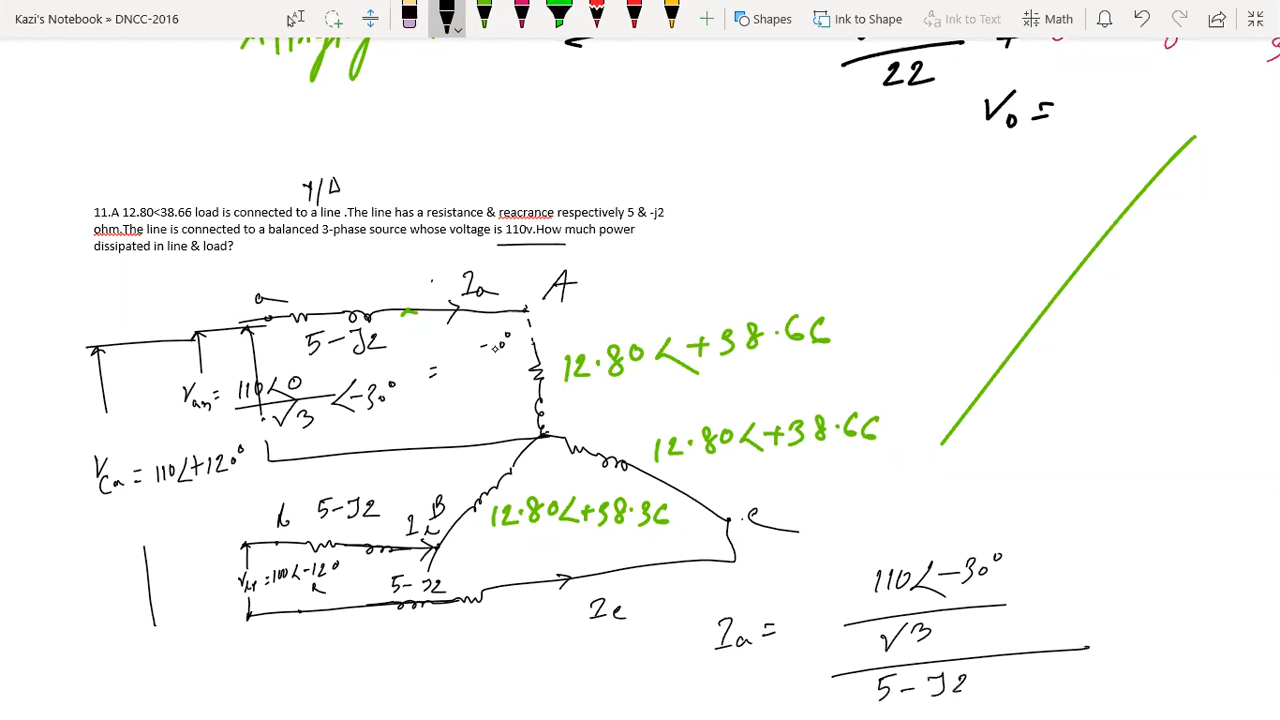 Kazi's Notebook » DNCC-2016
Shapes
Ink to Shape
Ink to Text
Math
22
V₀ =
Y/Δ
11.A 12.80<38.66 load is connected to a line .The line has a resistance & reacrance respectively 5 & -j2
ohm.The line is connected to a balanced 3-phase source whose voltage is 110v.How much power
dissipated in line & load?
a
Ia
A
5-J2
12.80<+38.66
Van = 110<0/√3 <-30°
=
12.80<+38.66
Vca = 110<+120°
B
5-J2
12.80<+38.36
c
5-J2
Ic
Ia = 110<-30°
√3
5-J2